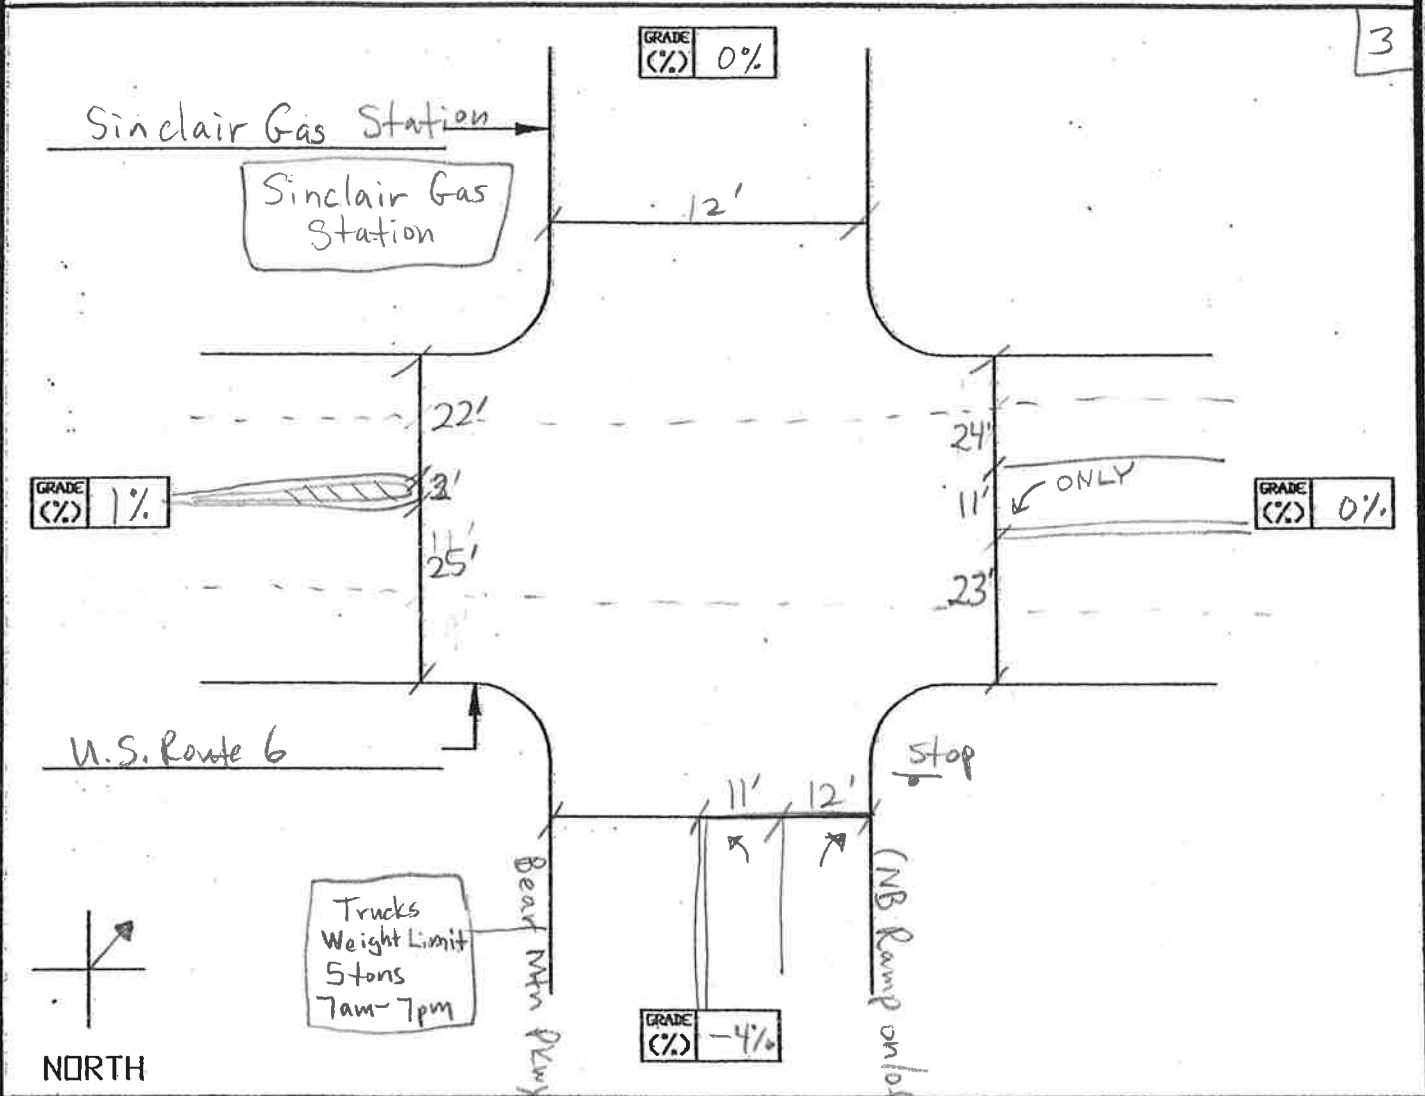 3
GRADE
(%) 0%
Sinclair Gas Station
Sinclair Gas
Station
12'
22'
24'
ONLY
GRADE
(%) 1%
11'
GRADE
(%) 0%
11'
25'
23'
U.S. Route 6
Stop
11' 12'
Trucks
Weight Limit
5 tons
7am-7pm
Bear Mtn Pkwy
(NB Ramp on/
GRADE
(%) -4%
NORTH